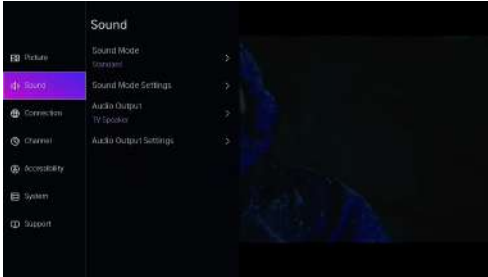 Sound
Picture
Sound
Connection
Channel
Accessibility
System
Support
Sound Mode
Standard
Sound Mode Settings
Audio Output
TV Speaker
Audio Output Settings